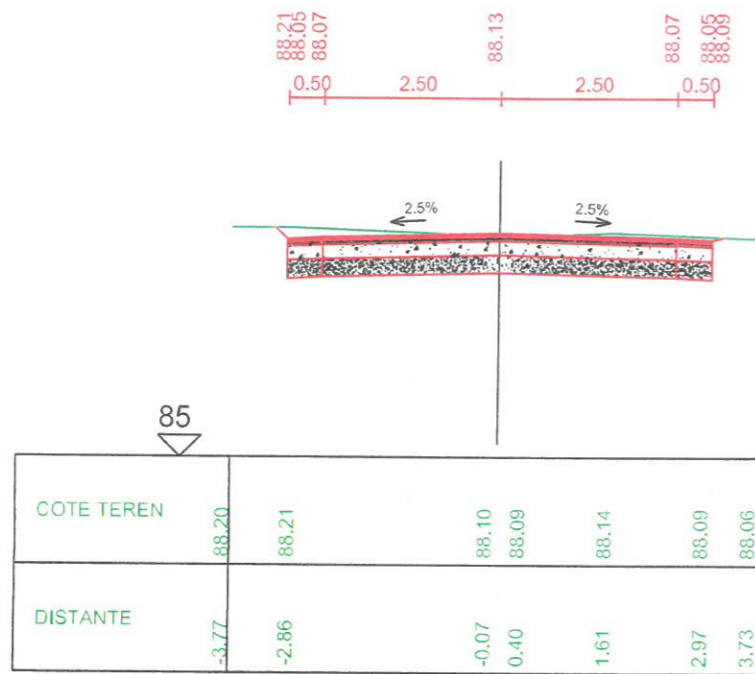 88.21 88.05 88.07 88.13 88.07 88.05 88.09
0.50 2.50 2.50 0.50
2.5% 2.5%
85
COTE TEREN 88.20 88.21 88.10 88.09 88.14 88.09 88.06
DISTANTE -3.77 -2.86 -0.07 0.40 1.61 2.97 3.73